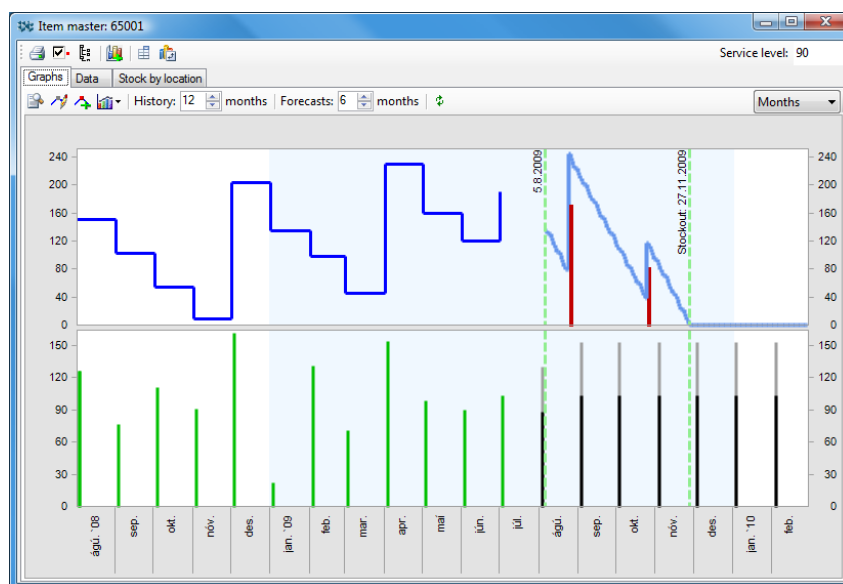 Item master: 65001
Service level: 90
Graphs Data Stock by location
History: 12 months Forecasts: 6 months Months
240 240
200 200
160 160
120 120
80 80
40 40
0 0
5.8.2009
Stockout: 27.11.2009
150 150
120 120
90 90
60 60
30 30
0 0
ágú. '08 sep. okt. nóv. des. jan. '09 feb. mar. apr. maí jún. júl. ágú. sep. okt. nóv. des. jan. '10 feb.